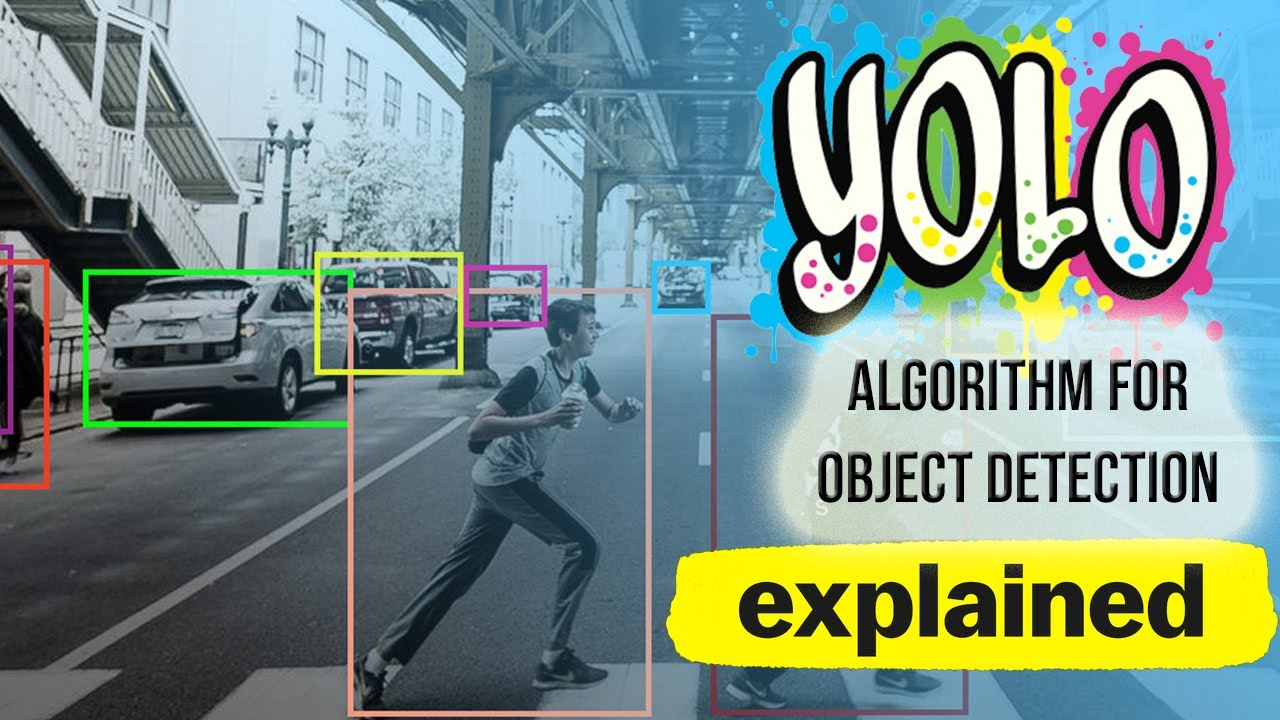 YOLO
ALGORITHM FOR
OBJECT DETECTION
explained